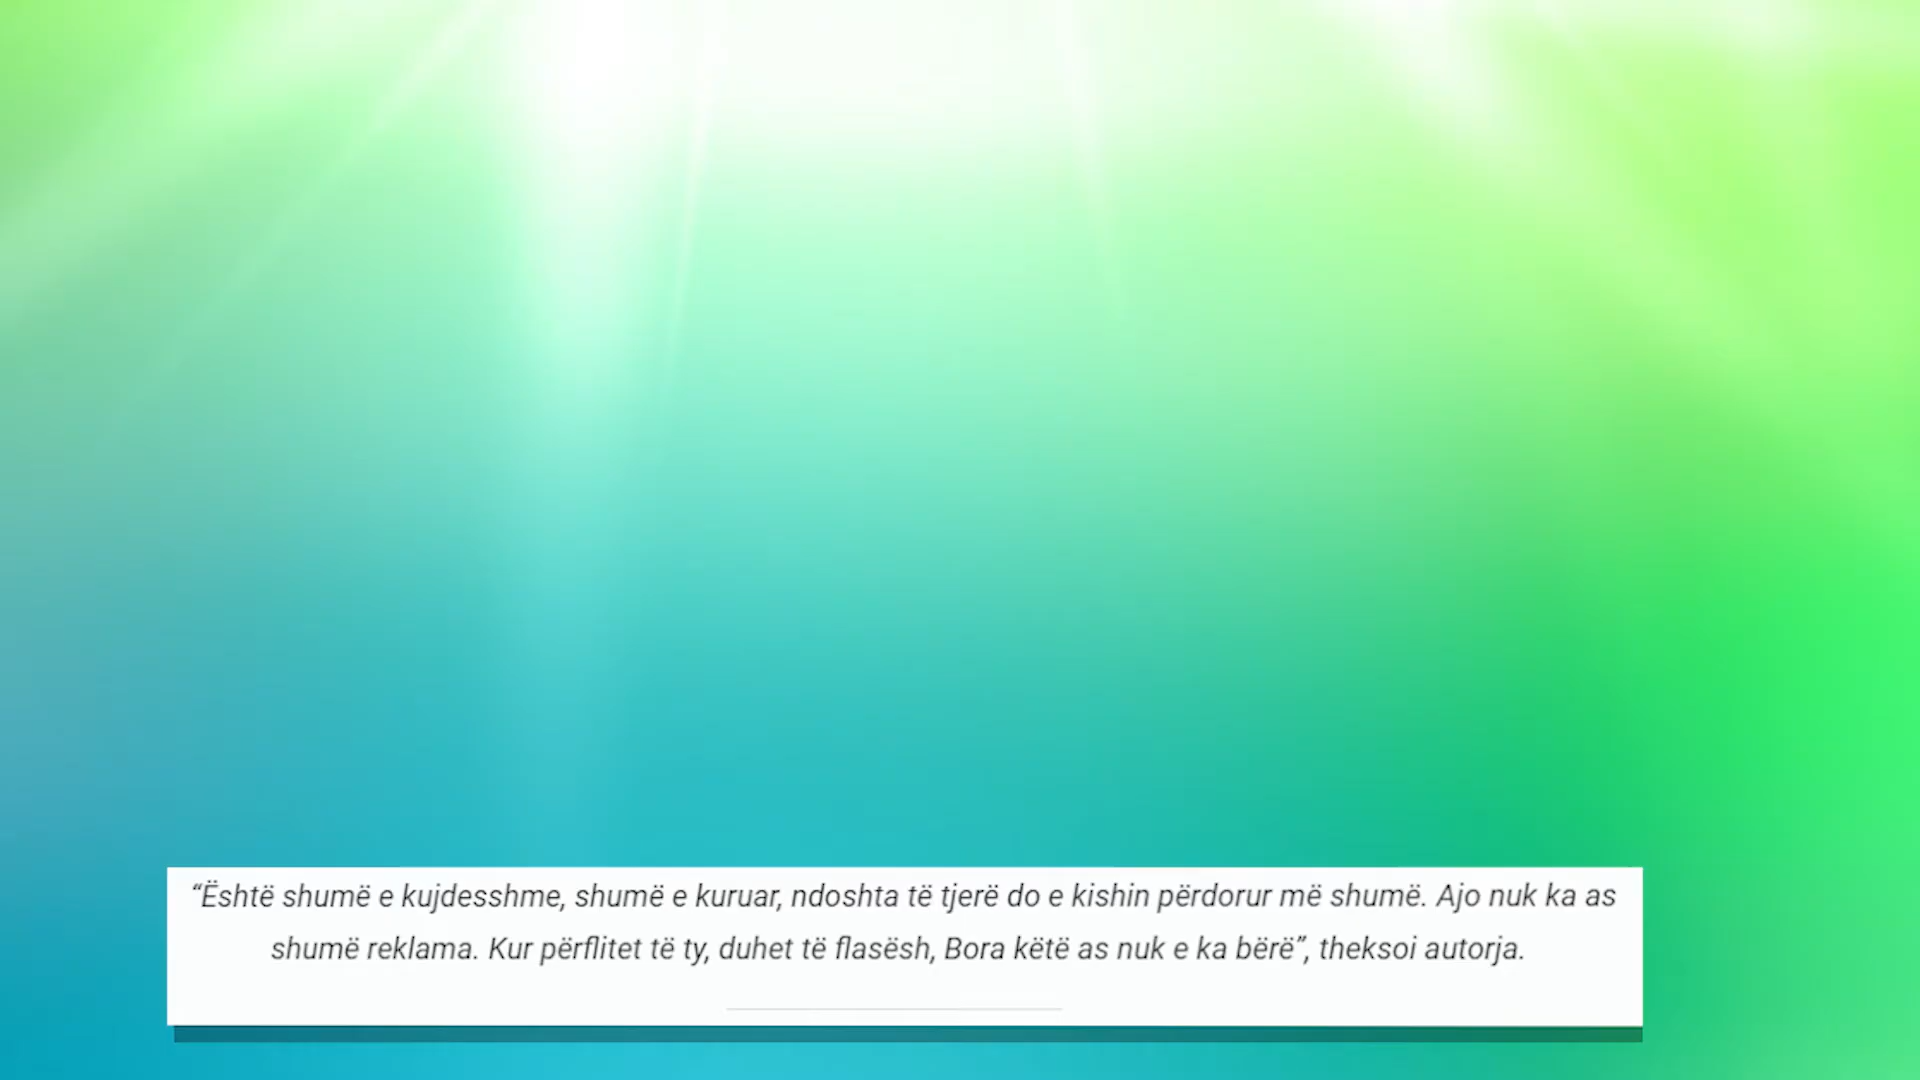 “Është shumë e kujdesshme, shumë e kuruar, ndoshta të tjerë do e kishin përdorur më shumë. Ajo nuk ka as
shumë reklama. Kur përflitet të ty, duhet të flasësh, Bora këtë as nuk e ka bërë”, theksoi autorja.